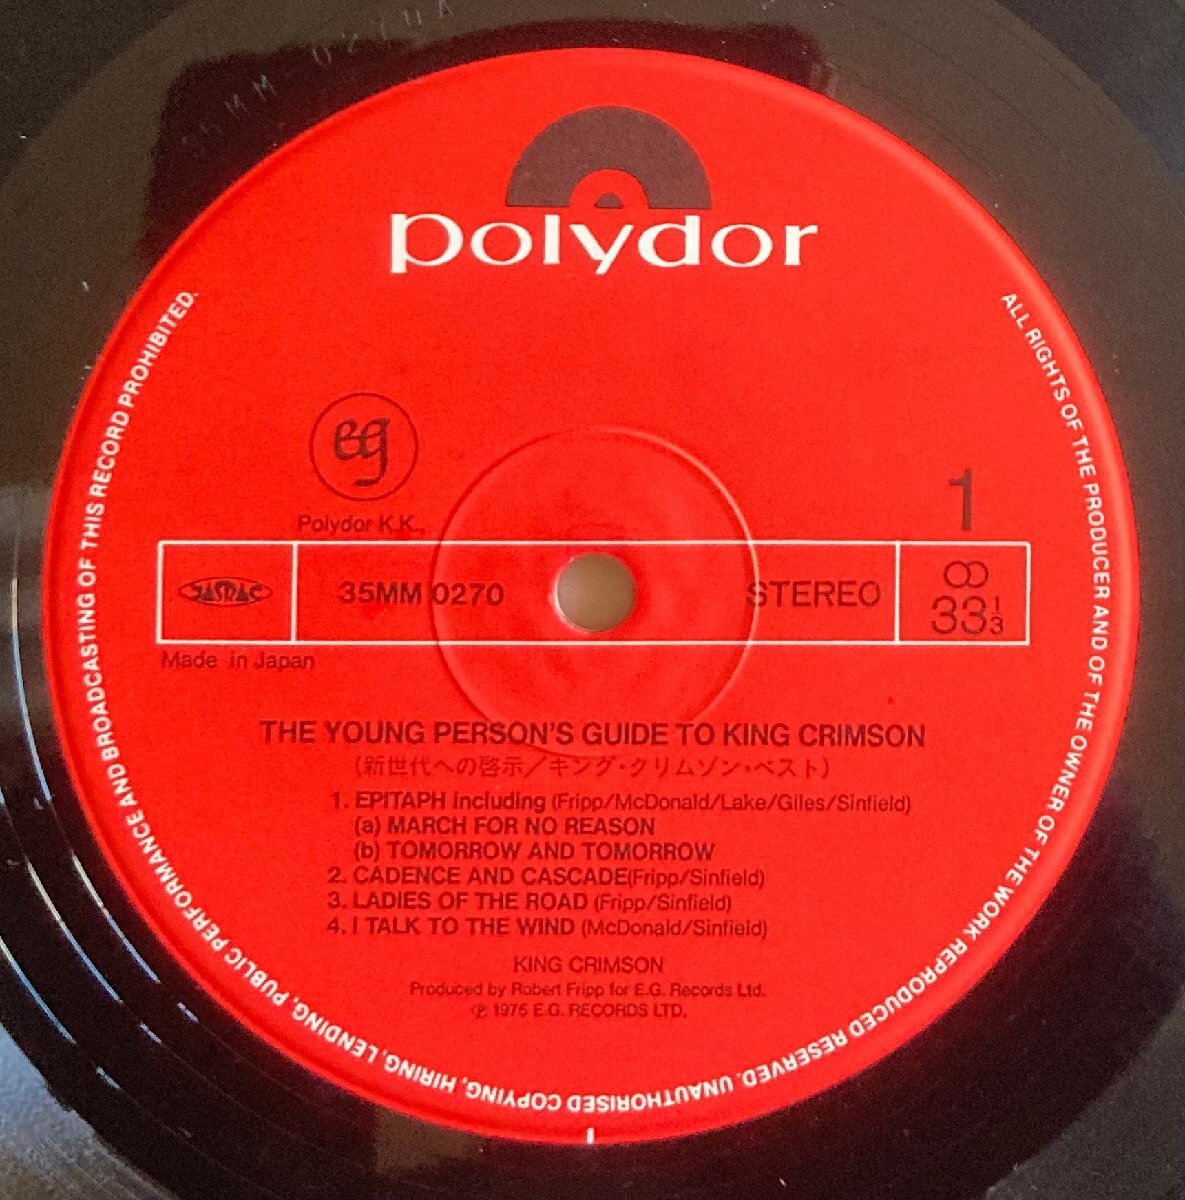 35MM 0270
polydor
eg
Polydor K.K.
1
JASRAC
35MM 0270
STEREO
33 1/3
Made in Japan
THE YOUNG PERSON'S GUIDE TO KING CRIMSON
(新世代への啓示/キング・クリムゾン・ベスト)
1. EPITAPH including (Fripp/McDonald/Lake/Giles/Sinfield)
(a) MARCH FOR NO REASON
(b) TOMORROW AND TOMORROW
2. CADENCE AND CASCADE(Fripp/Sinfield)
3. LADIES OF THE ROAD (Fripp/Sinfield)
4. I TALK TO THE WIND (McDonald/Sinfield)
KING CRIMSON
Produced by Robert Fripp for E.G. Records Ltd.
℗ 1975 E.G. RECORDS LTD.
ALL RIGHTS OF THE PRODUCER AND OF THE OWNER OF THE WORK REPRODUCED RESERVED. UNAUTHORISED COPYING, HIRING, LENDING, PUBLIC PERFORMANCE AND BROADCASTING OF THIS RECORD PROHIBITED.